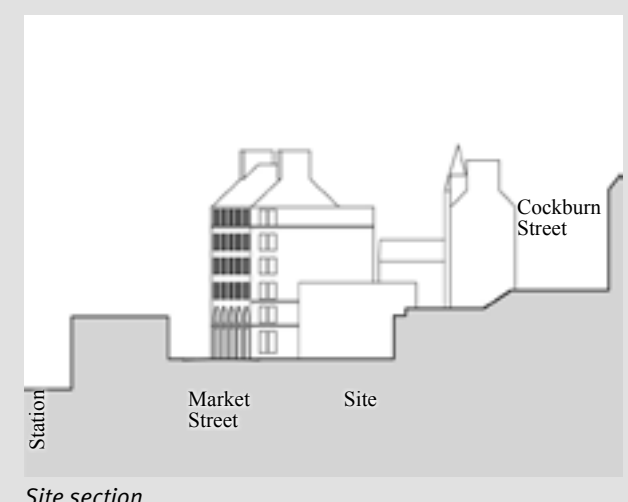 Cockburn
Street
Station
Market
Street
Site
Site section